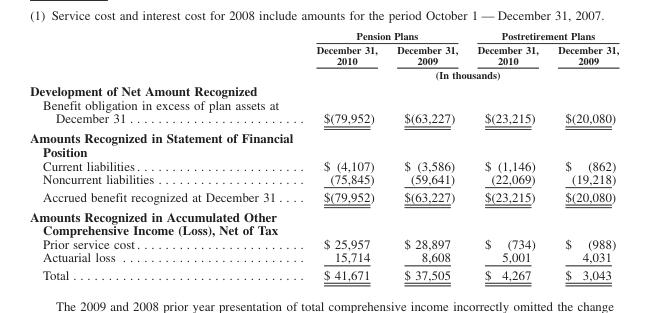 (1) Service cost and interest cost for 2008 include amounts for the period October 1 — December 31, 2007.
Pension Plans Postretirement Plans
December 31, 2010 December 31, 2009 December 31, 2010 December 31, 2009
(In thousands)
Development of Net Amount Recognized
Benefit obligation in excess of plan assets at
December 31 . . . . . . . . . . . . . . . . . . . . . . . . . $(79,952) $(63,227) $(23,215) $(20,080)
Amounts Recognized in Statement of Financial
Position
Current liabilities . . . . . . . . . . . . . . . . . . . . . . . . $ (4,107) $ (3,586) $ (1,146) $ (862)
Noncurrent liabilities . . . . . . . . . . . . . . . . . . . . . (75,845) (59,641) (22,069) (19,218)
Accrued benefit recognized at December 31 . . . . $(79,952) $(63,227) $(23,215) $(20,080)
Amounts Recognized in Accumulated Other
Comprehensive Income (Loss), Net of Tax
Prior service cost . . . . . . . . . . . . . . . . . . . . . . . . $ 25,957 $ 28,897 $ (734) $ (988)
Actuarial loss . . . . . . . . . . . . . . . . . . . . . . . . . . 15,714 8,608 5,001 4,031
Total . . . . . . . . . . . . . . . . . . . . . . . . . . . . . . . . . $ 41,671 $ 37,505 $ 4,267 $ 3,043
The 2009 and 2008 prior year presentation of total comprehensive income incorrectly omitted the change